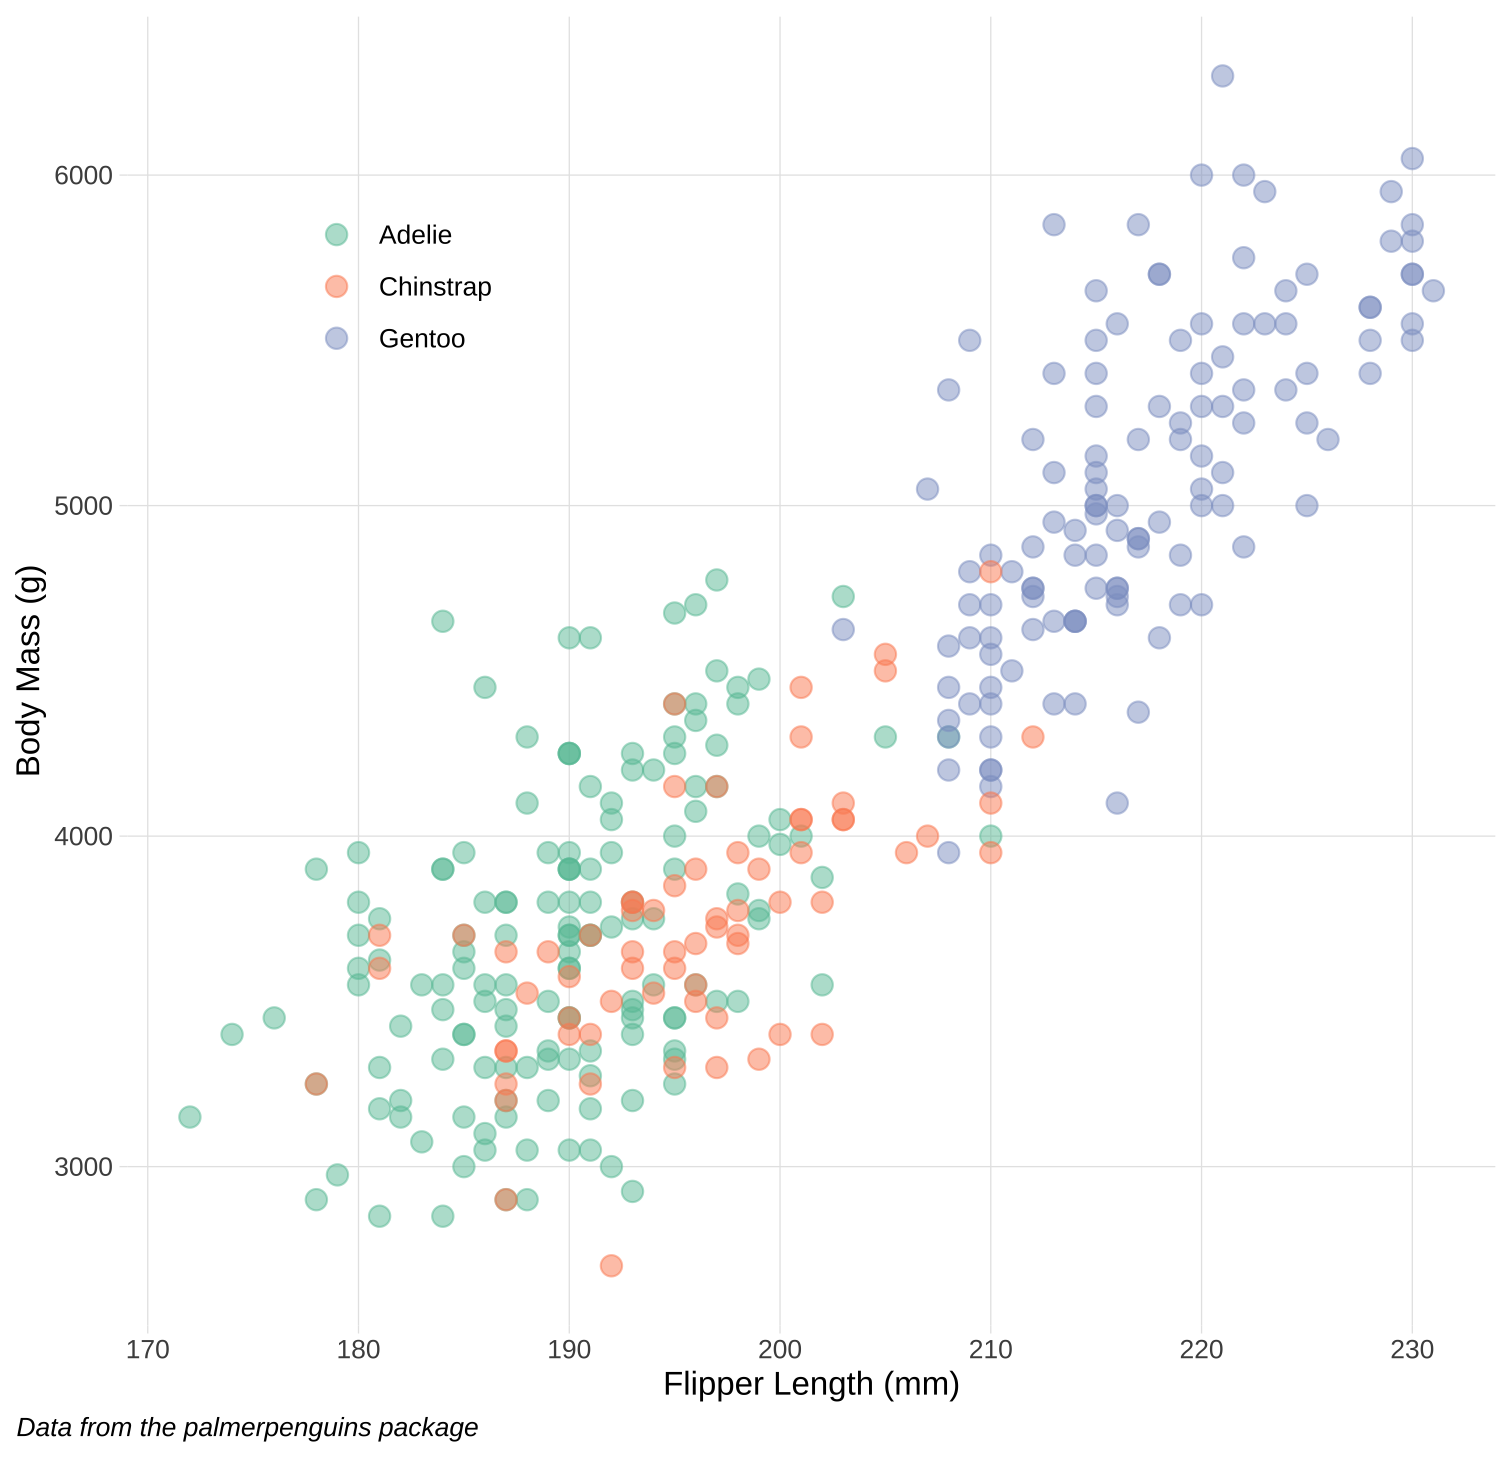 6000
5000
4000
3000
Body Mass (g)
Adelie
Chinstrap
Gentoo
170 180 190 200 210 220 230
Flipper Length (mm)
Data from the palmerpenguins package